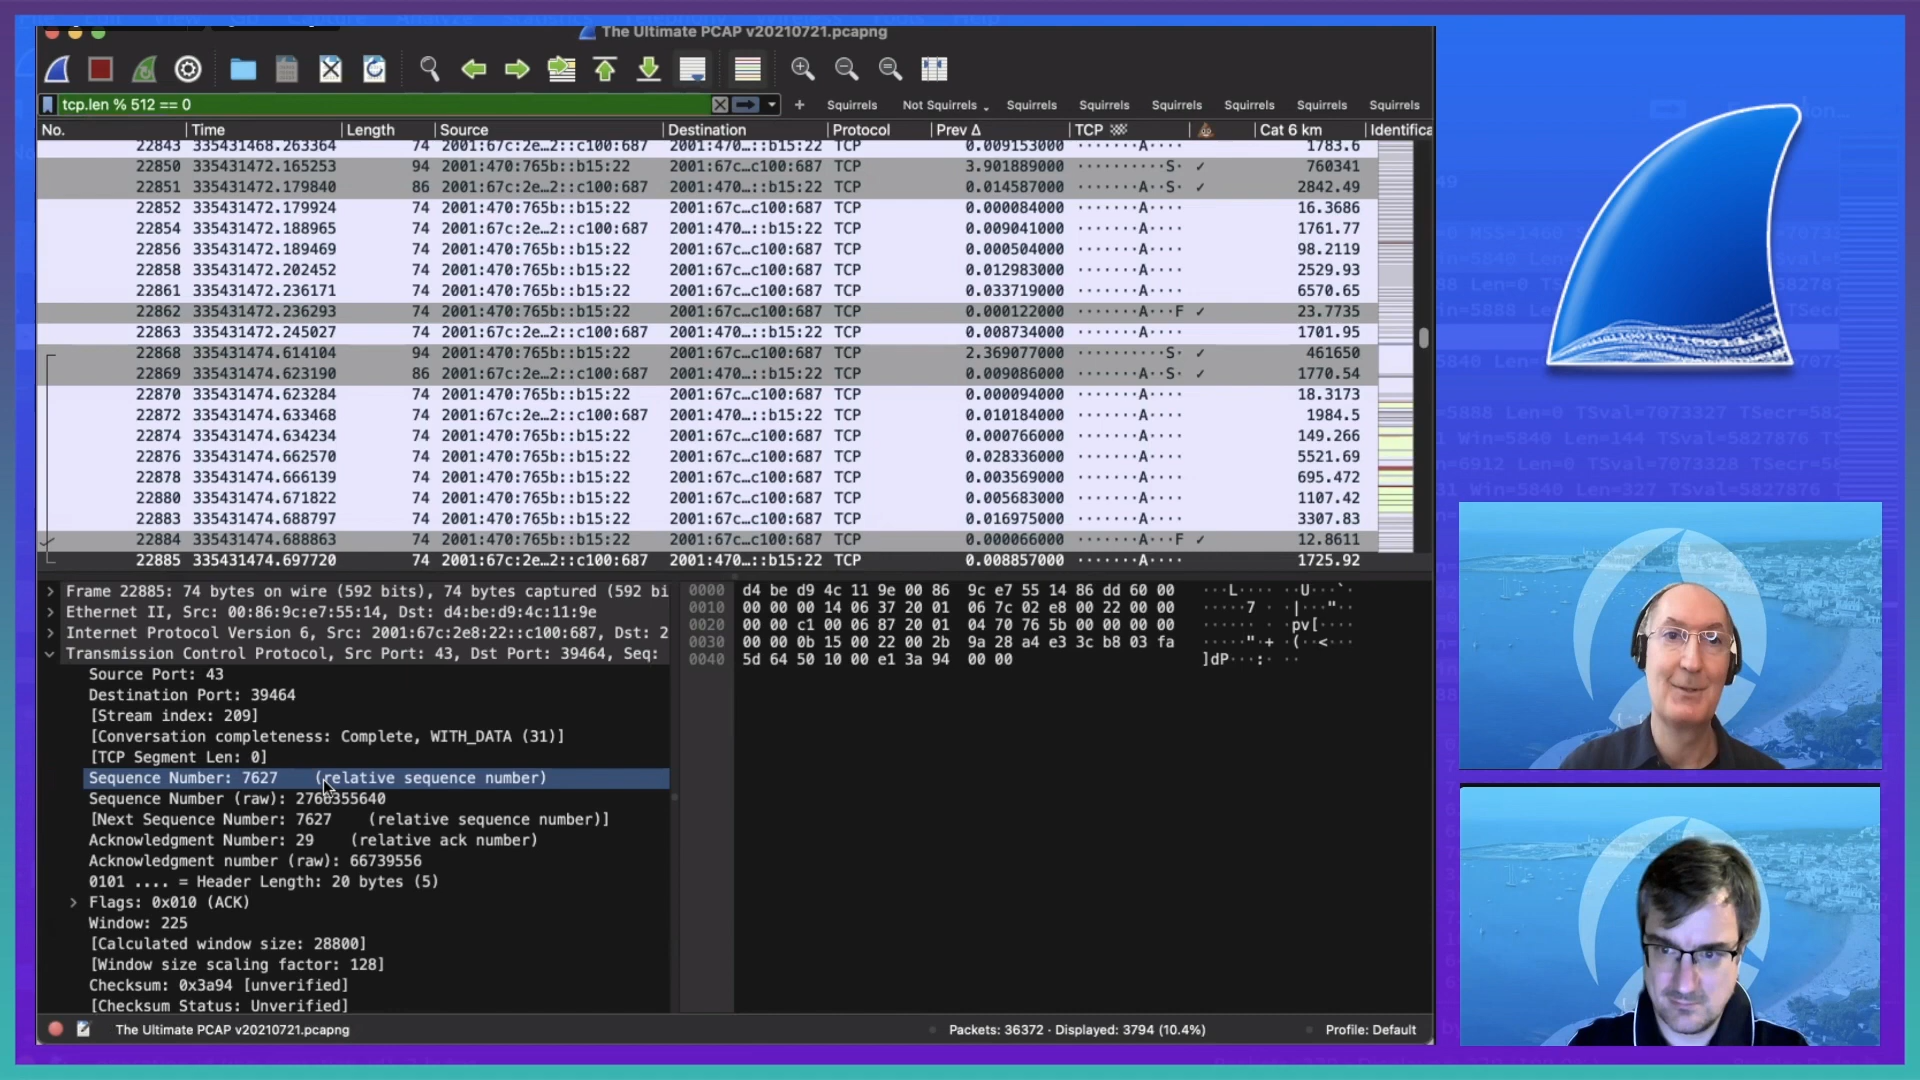 The Ultimate PCAP v20210721.pcapng
tcp.len % 512 == 0
+ Squirrels Not Squirrels Squirrels Squirrels Squirrels Squirrels Squirrels Squirrels
No. Time Length Source Destination Protocol Prev Δ TCP 🏁 💩 Cat 6 km Identifica
22843 335431468.263364 74 2001:67c:2e…2::c100:687 2001:470…::b15:22 TCP 0.009153000 ·······A···· 1783.6
22850 335431472.165253 94 2001:470:765b::b15:22 2001:67c…c100:687 TCP 3.901889000 ··········S· ✓ 760341
22851 335431472.179840 86 2001:67c:2e…2::c100:687 2001:470…::b15:22 TCP 0.014587000 ·······A··S· ✓ 2842.49
22852 335431472.179924 74 2001:470:765b::b15:22 2001:67c…c100:687 TCP 0.000084000 ·······A···· 16.3686
22854 335431472.188965 74 2001:67c:2e…2::c100:687 2001:470…::b15:22 TCP 0.009041000 ·······A···· 1761.77
22856 335431472.189469 74 2001:470:765b::b15:22 2001:67c…c100:687 TCP 0.000504000 ·······A···· 98.2119
22858 335431472.202452 74 2001:470:765b::b15:22 2001:67c…c100:687 TCP 0.012983000 ·······A···· 2529.93
22861 335431472.236171 74 2001:470:765b::b15:22 2001:67c…c100:687 TCP 0.033719000 ·······A···· 6570.65
22862 335431472.236293 74 2001:470:765b::b15:22 2001:67c…c100:687 TCP 0.000122000 ·······A···F ✓ 23.7735
22863 335431472.245027 74 2001:67c:2e…2::c100:687 2001:470…::b15:22 TCP 0.008734000 ·······A···· 1701.95
22868 335431474.614104 94 2001:470:765b::b15:22 2001:67c…c100:687 TCP 2.369077000 ··········S· ✓ 461650
22869 335431474.623190 86 2001:67c:2e…2::c100:687 2001:470…::b15:22 TCP 0.009086000 ·······A··S· ✓ 1770.54
22870 335431474.623284 74 2001:470:765b::b15:22 2001:67c…c100:687 TCP 0.000094000 ·······A···· 18.3173
22872 335431474.633468 74 2001:67c:2e…2::c100:687 2001:470…::b15:22 TCP 0.010184000 ·······A···· 1984.5
22874 335431474.634234 74 2001:470:765b::b15:22 2001:67c…c100:687 TCP 0.000766000 ·······A···· 149.266
22876 335431474.662570 74 2001:470:765b::b15:22 2001:67c…c100:687 TCP 0.028336000 ·······A···· 5521.69
22878 335431474.666139 74 2001:470:765b::b15:22 2001:67c…c100:687 TCP 0.003569000 ·······A···· 695.472
22880 335431474.671822 74 2001:470:765b::b15:22 2001:67c…c100:687 TCP 0.005683000 ·······A···· 1107.42
22883 335431474.688797 74 2001:470:765b::b15:22 2001:67c…c100:687 TCP 0.016975000 ·······A···· 3307.83
22884 335431474.688863 74 2001:470:765b::b15:22 2001:67c…c100:687 TCP 0.000066000 ·······A···F ✓ 12.8611
22885 335431474.697720 74 2001:67c:2e…2::c100:687 2001:470…::b15:22 TCP 0.008857000 ·······A···· 1725.92
Frame 22885: 74 bytes on wire (592 bits), 74 bytes captured (592 bi
Ethernet II, Src: 00:86:9c:e7:55:14, Dst: d4:be:d9:4c:11:9e
Internet Protocol Version 6, Src: 2001:67c:2e8:22::c100:687, Dst: 2
Transmission Control Protocol, Src Port: 43, Dst Port: 39464, Seq:
Source Port: 43
Destination Port: 39464
[Stream index: 209]
[Conversation completeness: Complete, WITH_DATA (31)]
[TCP Segment Len: 0]
Sequence Number: 7627 (relative sequence number)
Sequence Number (raw): 2766355640
[Next Sequence Number: 7627 (relative sequence number)]
Acknowledgment Number: 29 (relative ack number)
Acknowledgment number (raw): 66739556
0101 .... = Header Length: 20 bytes (5)
Flags: 0x010 (ACK)
Window: 225
[Calculated window size: 28800]
[Window size scaling factor: 128]
Checksum: 0x3a94 [unverified]
[Checksum Status: Unverified]
0000 d4 be d9 4c 11 9e 00 86 9c e7 55 14 86 dd 60 00 ···L···· ··U···`·
0010 00 00 00 14 06 37 20 01 06 7c 02 e8 00 22 00 00 ·····7 · ·|···"··
0020 00 00 c1 00 06 87 20 01 04 70 76 5b 00 00 00 00 ······ · ·pv[····
0030 00 00 0b 15 00 22 00 2b 9a 28 a4 e3 3c b8 03 fa ·····"·+ ·(··<···
0040 5d 64 50 10 00 e1 3a 94 00 00 ]dP···:· ··
The Ultimate PCAP v20210721.pcapng
Packets: 36372 · Displayed: 3794 (10.4%)
Profile: Default